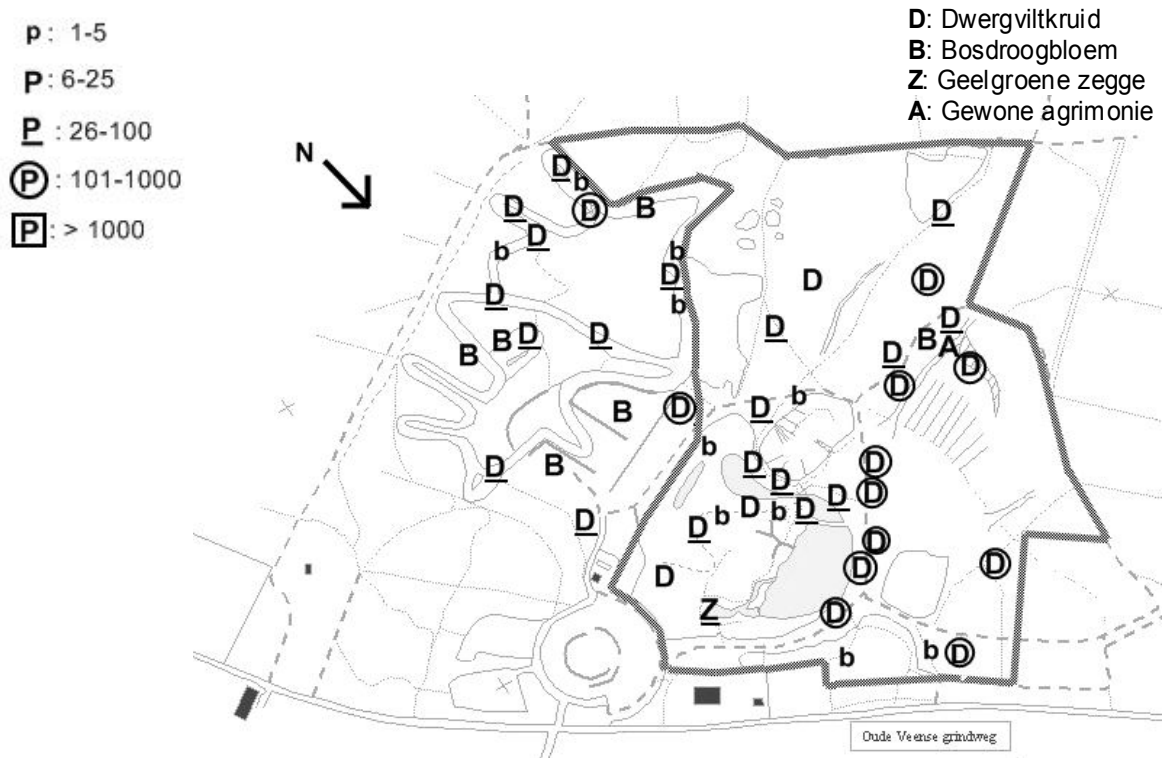 p : 1-5
P : 6-25
P : 26-100
P : 101-1000
P : > 1000
D: Dwergviltkruid
B: Bosdroogbloem
Z: Geelgroene zegge
A: Gewone agrimonie
N
D
b
D
B
D
D
D
b
b
D
D
b
D
D
D
D
D
B
D
B
D
B
A
D
B
D
D
B
D
D
b
b
D
D
D
B
D
D
D
D
D
D
b
b
D
D
D
D
D
D
D
Z
D
b
b
D
Oude Veense grindweg